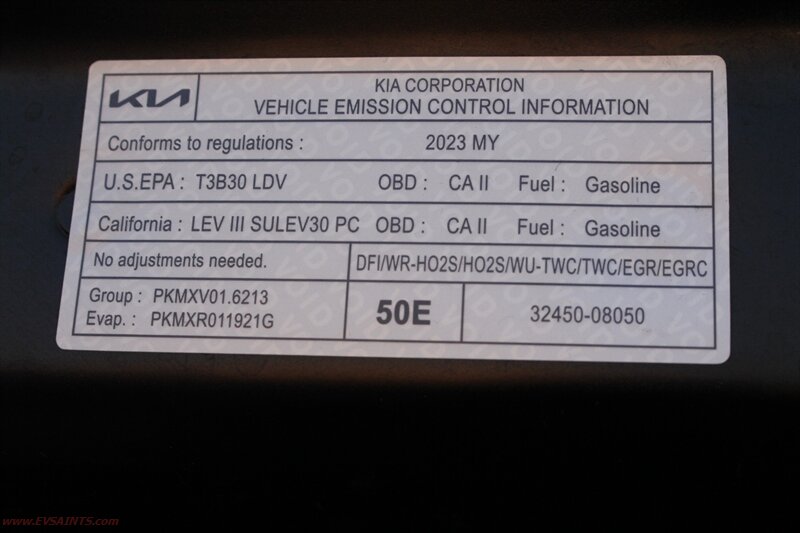 KIA
KIA CORPORATION
VEHICLE EMISSION CONTROL INFORMATION
Conforms to regulations : 2023 MY
U.S.EPA : T3B30 LDV OBD : CA II Fuel : Gasoline
California : LEV III SULEV30 PC OBD : CA II Fuel : Gasoline
No adjustments needed. DFI/WR-HO2S/HO2S/WU-TWC/TWC/EGR/EGRC
Group : PKMXV01.6213
Evap. : PKMXR011921G
50E
32450-08050
www.EVSAINTS.com